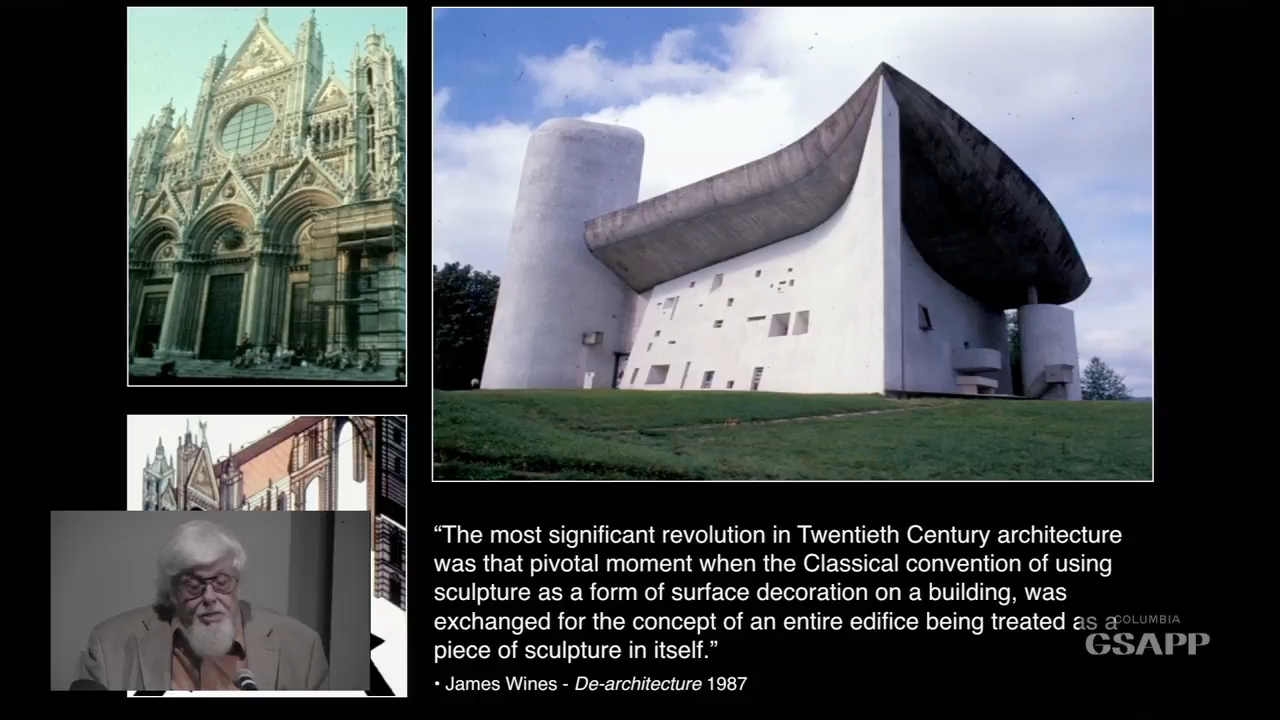 “The most significant revolution in Twentieth Century architecture
was that pivotal moment when the Classical convention of using
sculpture as a form of surface decoration on a building, was
exchanged for the concept of an entire edifice being treated as a
piece of sculpture in itself.”
• James Wines - De-architecture 1987
COLUMBIA
GSAPP